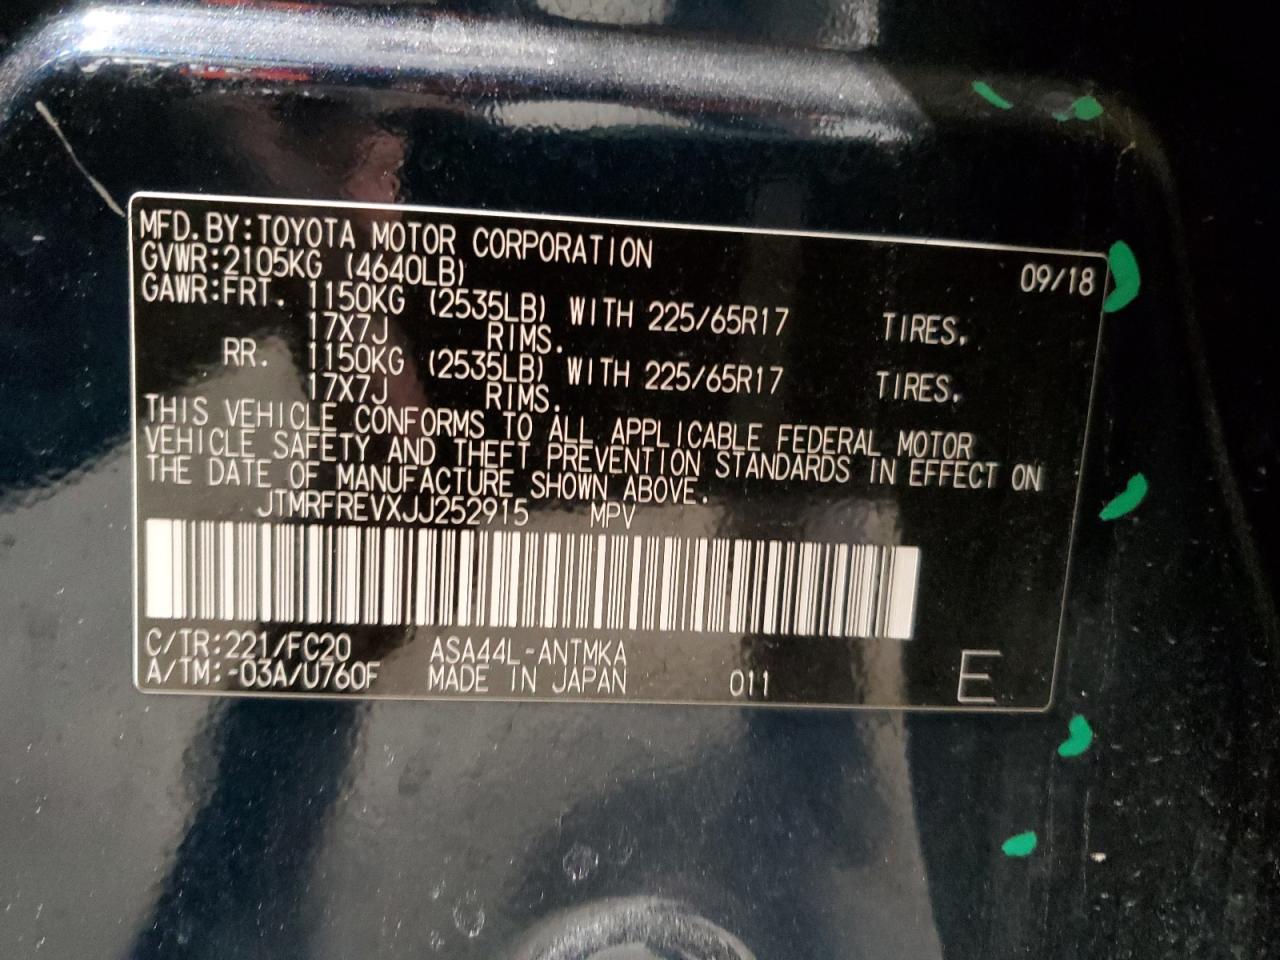 MFD.BY:TOYOTA MOTOR CORPORATION 09/18
GVWR:2105KG (4640LB)
GAWR:FRT. 1150KG (2535LB) WITH 225/65R17 TIRES,
17X7J RIMS.
RR. 1150KG (2535LB) WITH 225/65R17 TIRES,
17X7J RIMS.
THIS VEHICLE CONFORMS TO ALL APPLICABLE FEDERAL MOTOR
VEHICLE SAFETY AND THEFT PREVENTION STANDARDS IN EFFECT ON
THE DATE OF MANUFACTURE SHOWN ABOVE.
JTMRFREVXJJ252915 MPV
C/TR:221/FC20 ASA44L-ANTMKA
A/TM:-03A/U760F MADE IN JAPAN 011 E